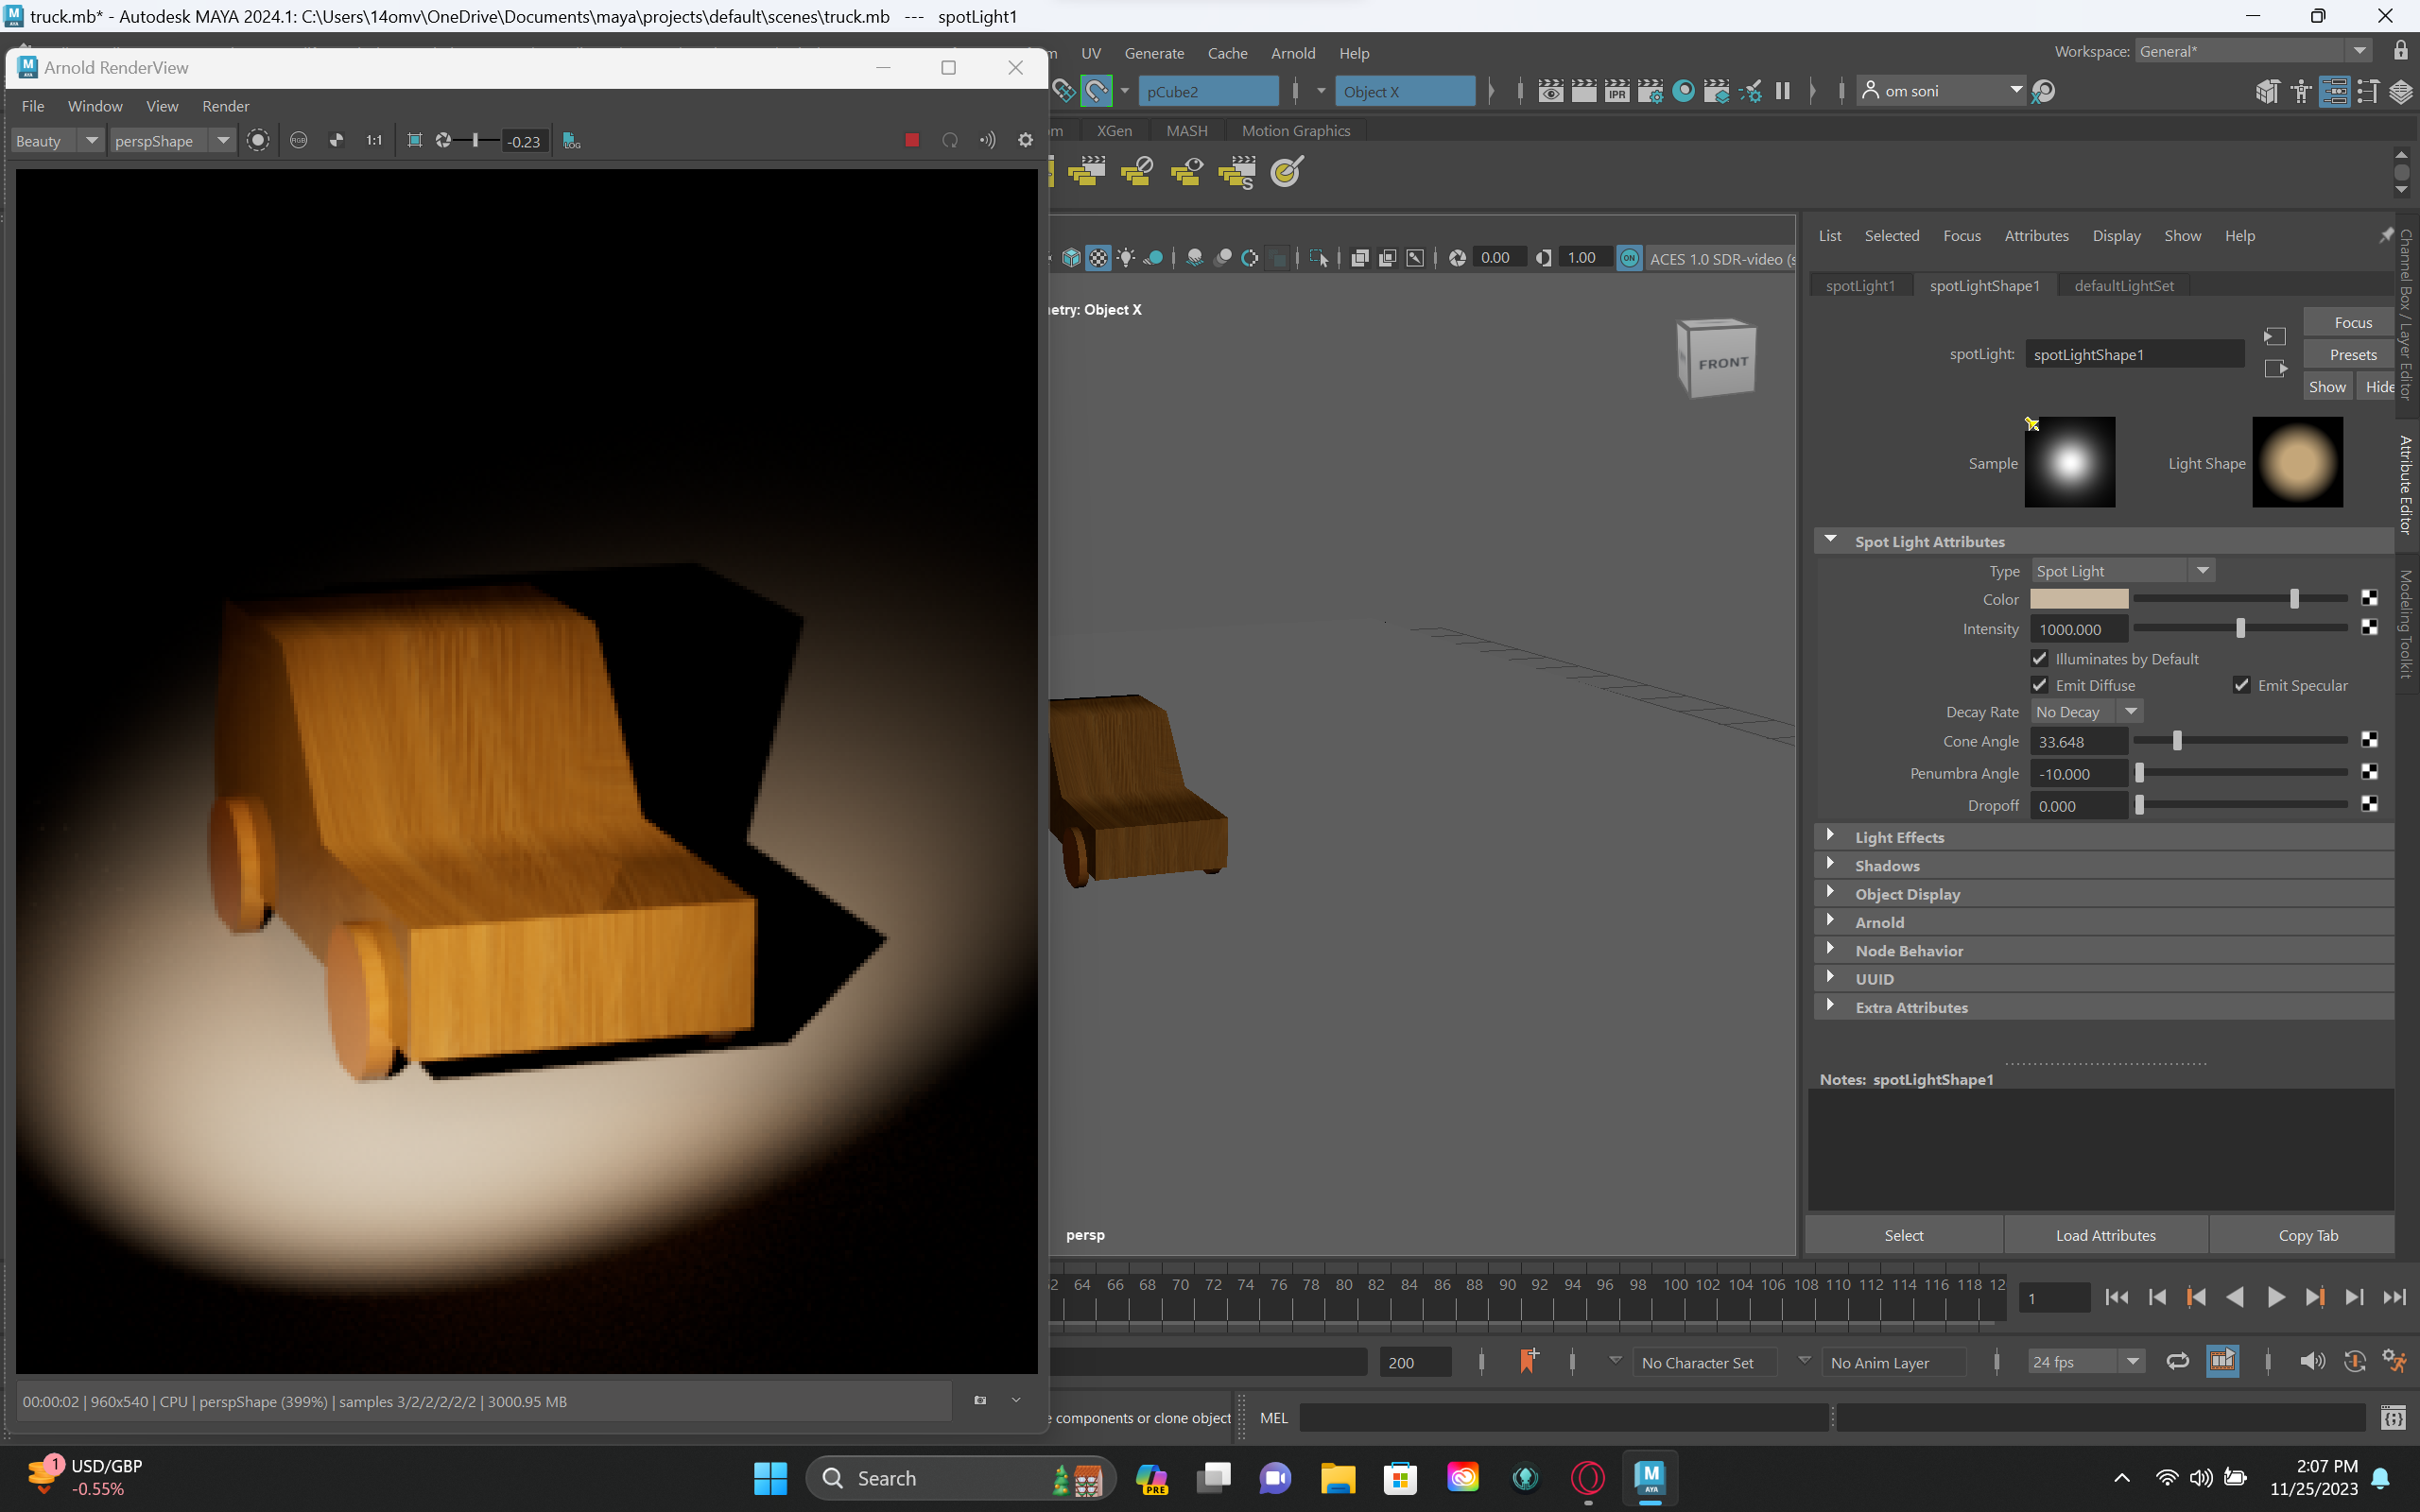 truck.mb* - Autodesk MAYA 2024.1: C:\Users\14omv\OneDrive\Documents\maya\projects\default\scenes\truck.mb --- spotLight1
Arnold RenderView
UV Generate Cache Arnold Help
Workspace: General*
File Window View Render
pCube2
Object X
IPR
om soni
Beauty
perspShape
1:1
-0.23
LOG
XGen MASH Motion Graphics
0.00
1.00
ON
ACES 1.0 SDR-video (s
etry: Object X
FRONT
persp
List Selected Focus Attributes Display Show Help
spotLight1 spotLightShape1 defaultLightSet
Focus
spotLight: spotLightShape1
Presets
Show Hide
Sample
Light Shape
Channel Box / Layer Editor
Attribute Editor
Modeling Toolkit
Spot Light Attributes
Type Spot Light
Color
Intensity 1000.000
Illuminates by Default
Emit Diffuse Emit Specular
Decay Rate No Decay
Cone Angle 33.648
Penumbra Angle -10.000
Dropoff 0.000
Light Effects
Shadows
Object Display
Arnold
Node Behavior
UUID
Extra Attributes
Notes: spotLightShape1
Select Load Attributes Copy Tab
64 66 68 70 72 74 76 78 80 82 84 86 88 90 92 94 96 98 100 102 104 106 108 110 112 114 116 118 12
1
200
No Character Set
No Anim Layer
24 fps
00:00:02 | 960x540 | CPU | perspShape (399%) | samples 3/2/2/2/2/2 | 3000.95 MB
components or clone object
MEL
1
USD/GBP
-0.55%
Search
PRE
M
AYA
2:07 PM
11/25/2023